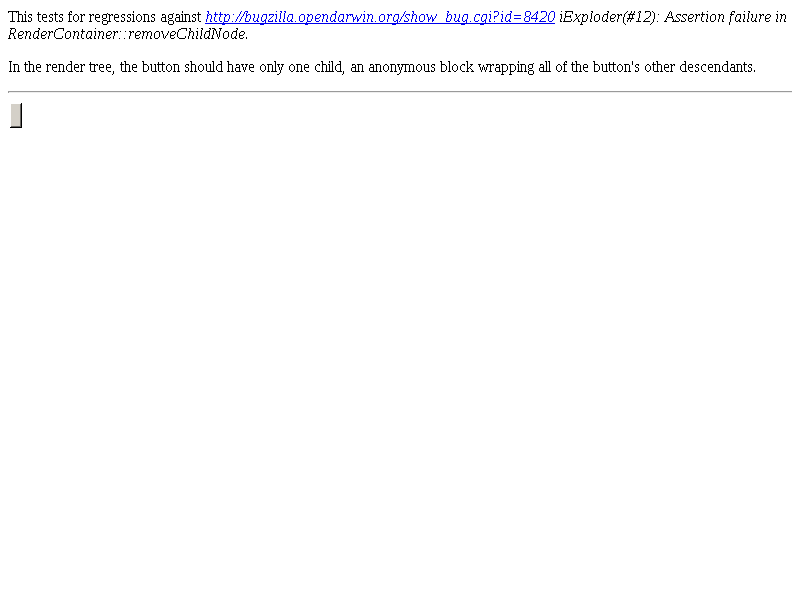 This tests for regressions against http://bugzilla.opendarwin.org/show_bug.cgi?id=8420 iExploder(#12): Assertion failure in
RenderContainer::removeChildNode.
In the render tree, the button should have only one child, an anonymous block wrapping all of the button's other descendants.